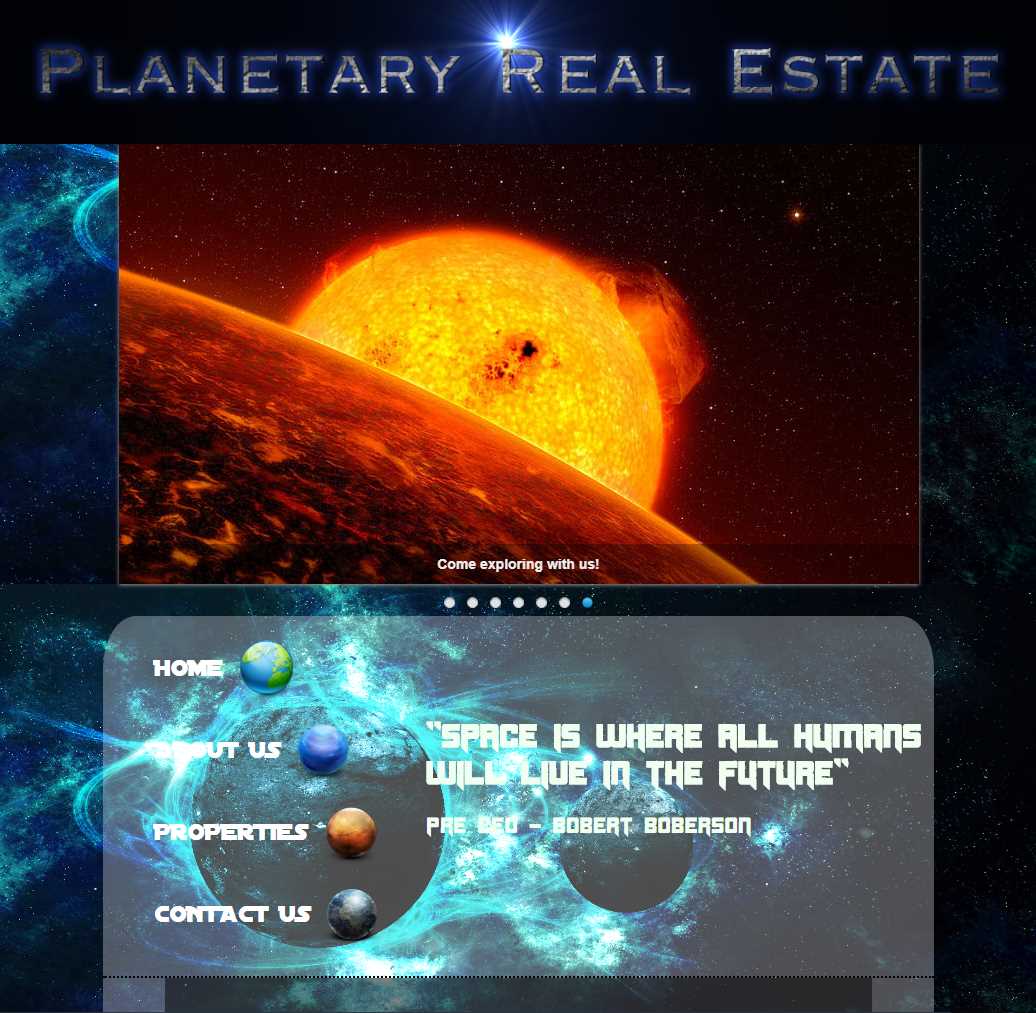 Planetary Real Estate
Come exploring with us!
HOME
ABOUT US
PROPERTIES
CONTACT US
"SPACE IS WHERE ALL HUMANS
WILL LIVE IN THE FUTURE"
PRE CEO - BOBERT BOBERSON